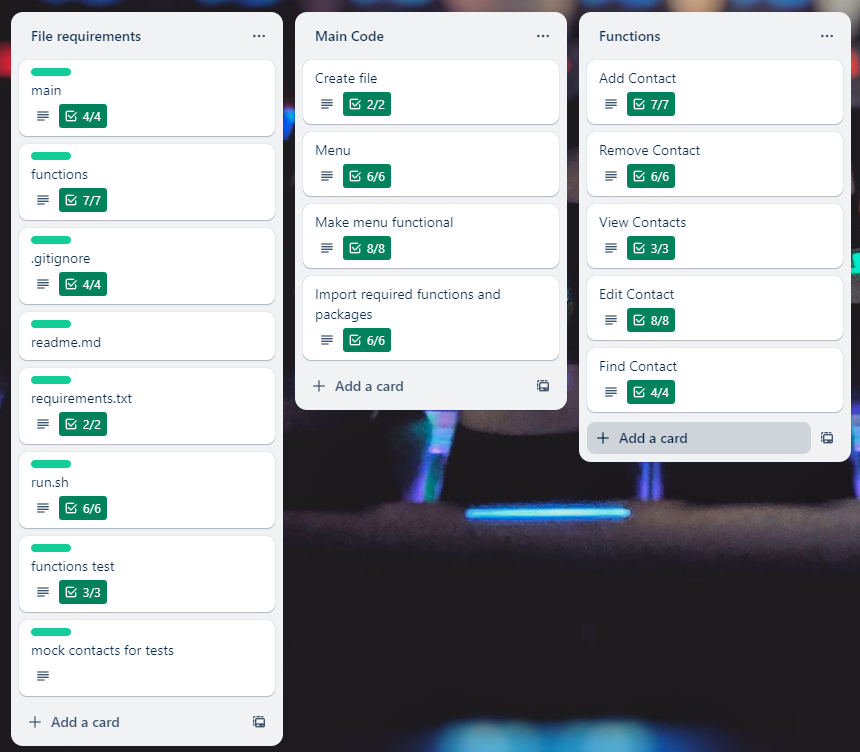 File requirements
main
4/4
functions
7/7
.gitignore
4/4
readme.md
requirements.txt
2/2
run.sh
6/6
functions test
3/3
mock contacts for tests
+ Add a card
Main Code
Create file
2/2
Menu
6/6
Make menu functional
8/8
Import required functions and
packages
6/6
+ Add a card
Functions
Add Contact
7/7
Remove Contact
6/6
View Contacts
3/3
Edit Contact
8/8
Find Contact
4/4
+ Add a card